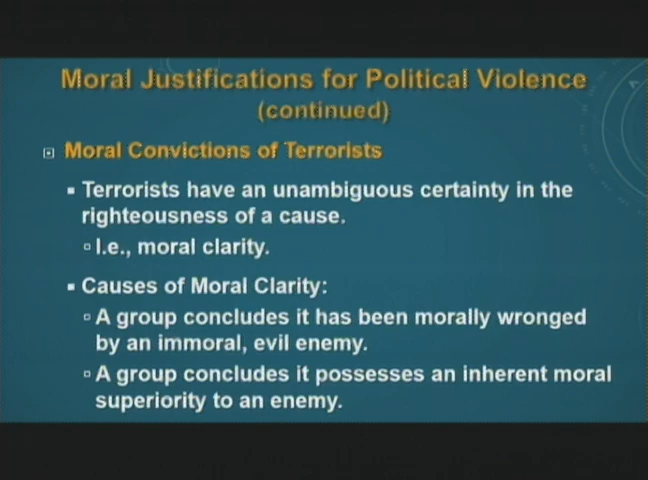 Moral Justifications for Political Violence
(continued)
Moral Convictions of Terrorists
Terrorists have an unambiguous certainty in the
righteousness of a cause.
I.e., moral clarity.
Causes of Moral Clarity:
A group concludes it has been morally wronged
by an immoral, evil enemy.
A group concludes it possesses an inherent moral
superiority to an enemy.